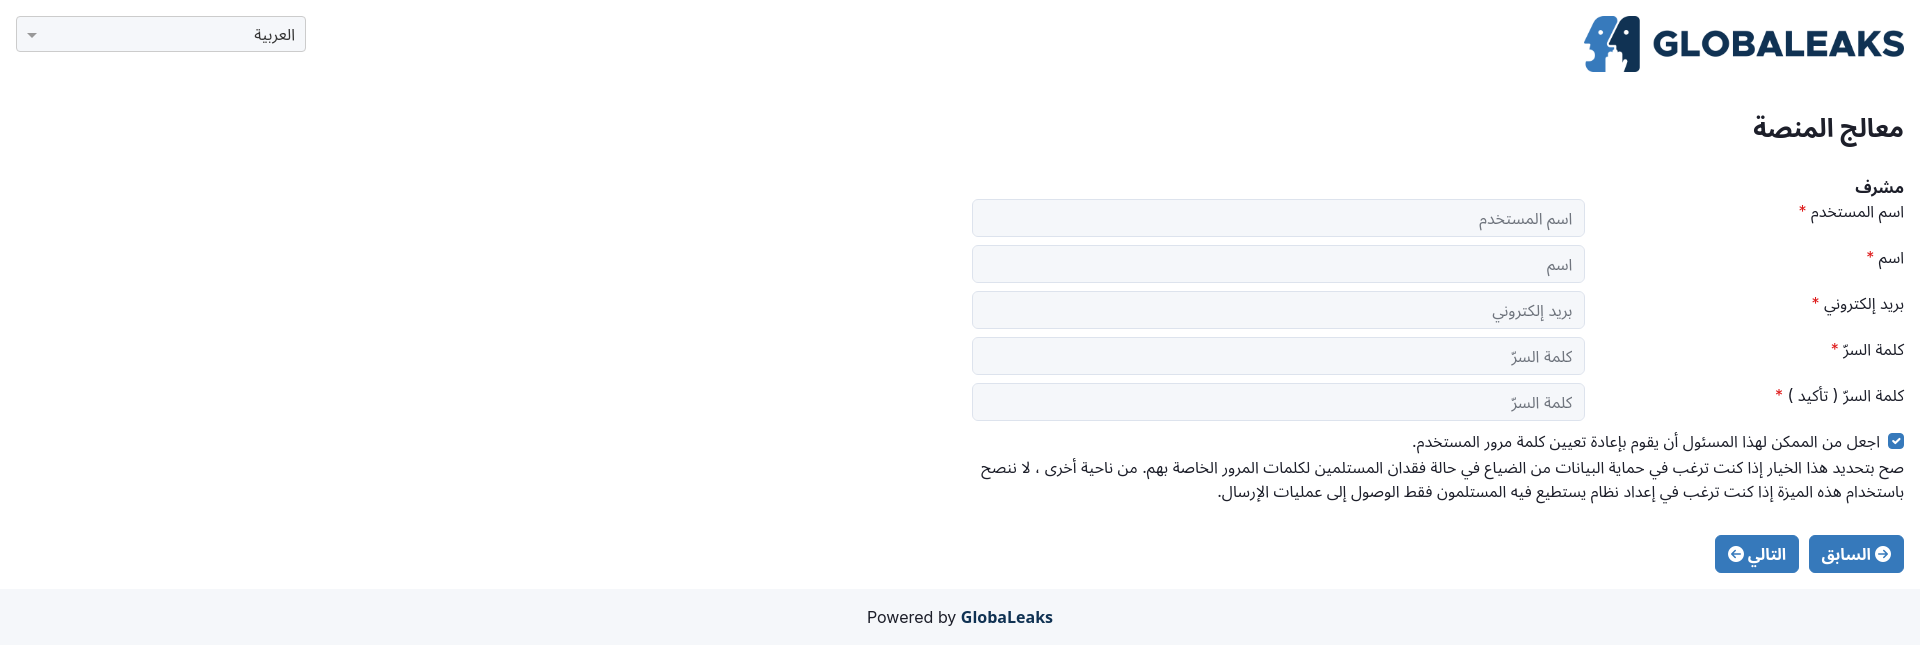 GLOBALEAKS
العربية
معالج المنصة
مشرف
اسم المستخدم *
اسم المستخدم
اسم *
اسم
بريد إلكتروني *
بريد إلكتروني
كلمة السرّ *
كلمة السرّ
كلمة السرّ ( تأكيد ) *
كلمة السرّ
اجعل من الممكن لهذا المسئول أن يقوم بإعادة تعيين كلمة مرور المستخدم.
صح بتحديد هذا الخيار إذا كنت ترغب في حماية البيانات من الضياع في حالة فقدان المستلمين لكلمات المرور الخاصة بهم. من ناحية أخرى ، لا ننصح
باستخدام هذه الميزة إذا كنت ترغب في إعداد نظام يستطيع فيه المستلمون فقط الوصول إلى عمليات الإرسال.
السابق
التالي
Powered by GlobaLeaks